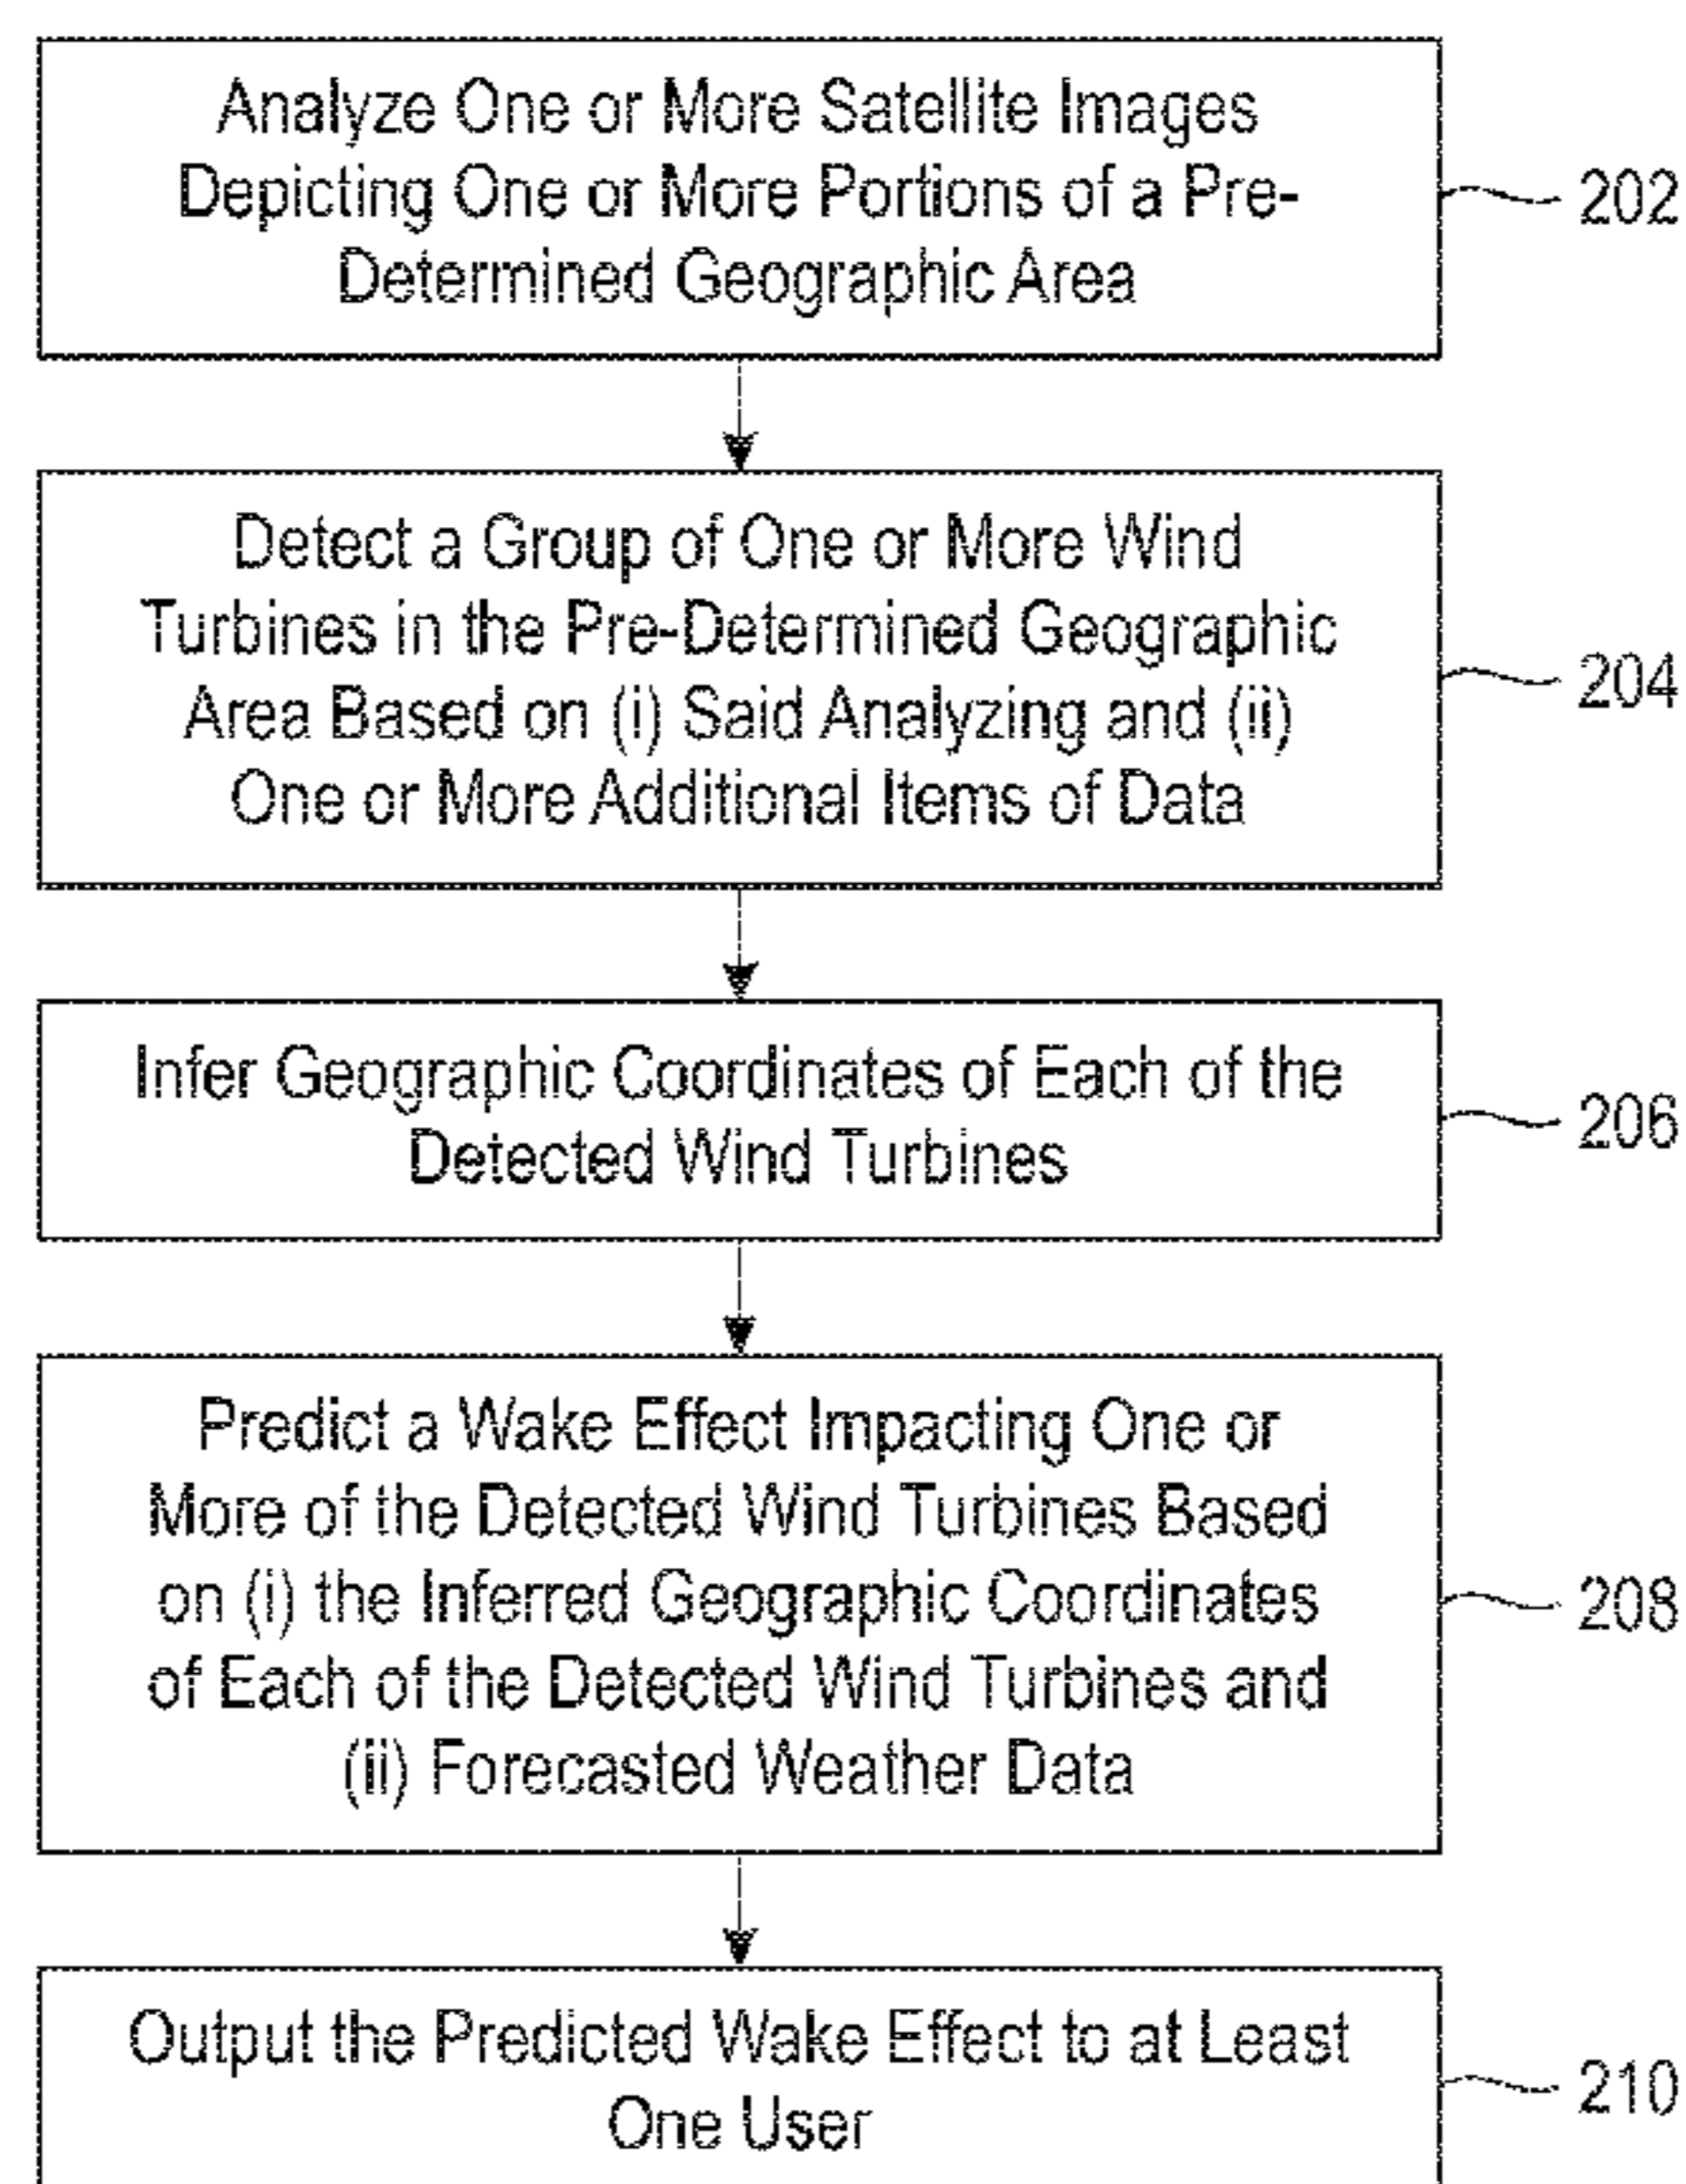 Analyze One or More Satellite Images
Depicting One or More Portions of a Pre-
Determined Geographic Area
202
Detect a Group of One or More Wind
Turbines in the Pre-Determined Geographic
Area Based on (i) Said Analyzing and (ii)
One or More Additional Items of Data
204
Infer Geographic Coordinates of Each of the
Detected Wind Turbines
206
Predict a Wake Effect Impacting One or
More of the Detected Wind Turbines Based
on (i) the Inferred Geographic Coordinates
of Each of the Detected Wind Turbines and
(ii) Forecasted Weather Data
208
Output the Predicted Wake Effect to at Least
One User
210